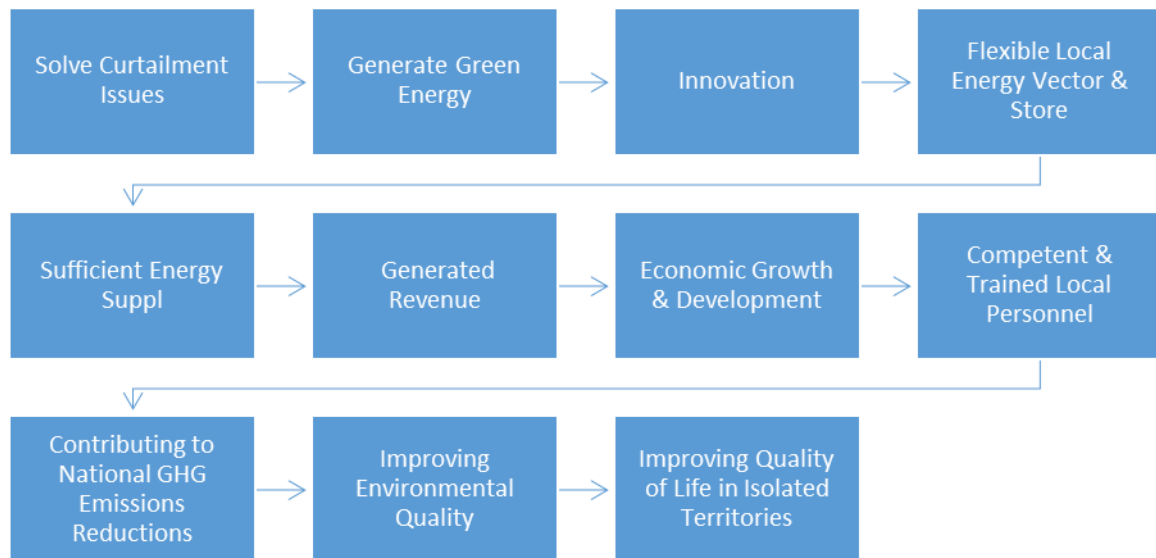 Solve Curtailment
Issues
Generate Green
Energy
Innovation
Flexible Local
Energy Vector &
Store
Sufficient Energy
Suppl
Generated
Revenue
Economic Growth
& Development
Competent &
Trained Local
Personnel
Contributing to
National GHG
Emissions
Reductions
Improving
Environmental
Quality
Improving Quality
of Life in Isolated
Territories